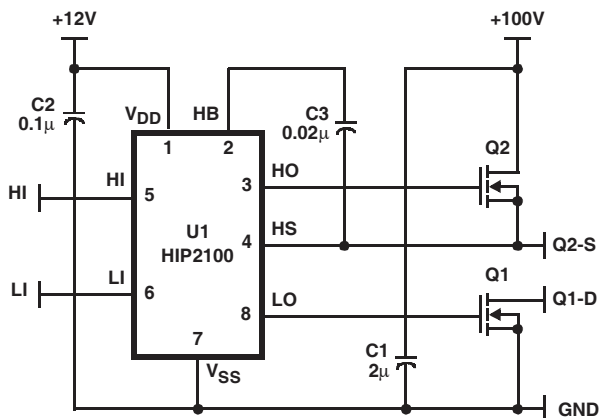 +12V
+100V
C2
0.1µ
VDD
HB
C3
0.02µ
1
2
Q2
HI
HI
5
3
HO
U1
HIP2100
4
HS
Q2-S
LI
LI
6
Q1
8
LO
Q1-D
7
VSS
C1
2µ
GND